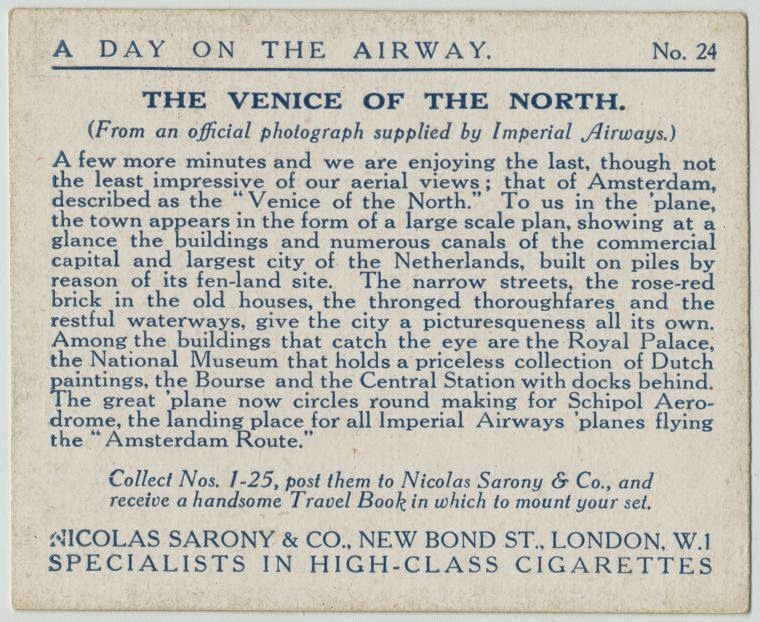 A DAY ON THE AIRWAY. No. 24
THE VENICE OF THE NORTH.
(From an official photograph supplied by Imperial Airways.)
A few more minutes and we are enjoying the last, though not
the least impressive of our aerial views; that of Amsterdam,
described as the "Venice of the North." To us in the 'plane,
the town appears in the form of a large scale plan, showing at a
glance the buildings and numerous canals of the commercial
capital and largest city of the Netherlands, built on piles by
reason of its fen-land site. The narrow streets, the rose-red
brick in the old houses, the thronged thoroughfares and the
restful waterways, give the city a picturesqueness all its own.
Among the buildings that catch the eye are the Royal Palace,
the National Museum that holds a priceless collection of Dutch
paintings, the Bourse and the Central Station with docks behind.
The great 'plane now circles round making for Schipol Aero-
drome, the landing place for all Imperial Airways 'planes flying
the "Amsterdam Route."
Collect Nos. 1-25, post them to Nicolas Sarony & Co., and
receive a handsome Travel Book in which to mount your set.
NICOLAS SARONY & CO., NEW BOND ST., LONDON, W.1
SPECIALISTS IN HIGH-CLASS CIGARETTES